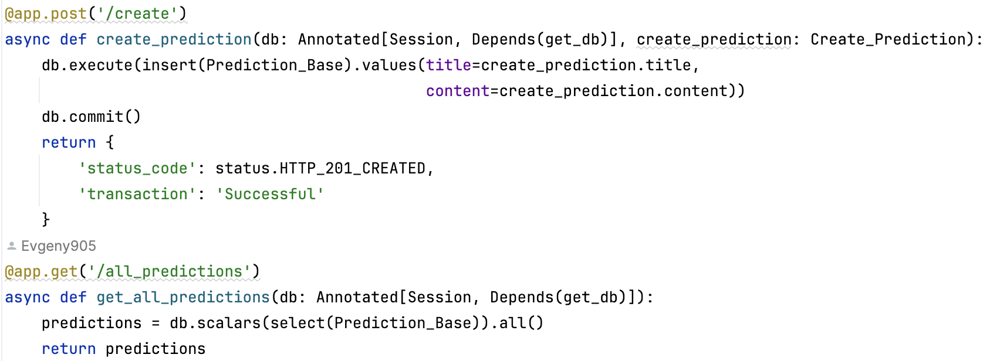 @app.post('/create')
async def create_prediction(db: Annotated[Session, Depends(get_db)], create_prediction: Create_Prediction):
    db.execute(insert(Prediction_Base).values(title=create_prediction.title,
                                              content=create_prediction.content))
    db.commit()
    return {
        'status_code': status.HTTP_201_CREATED,
        'transaction': 'Successful'
    }
Evgeny905
@app.get('/all_predictions')
async def get_all_predictions(db: Annotated[Session, Depends(get_db)]):
    predictions = db.scalars(select(Prediction_Base)).all()
    return predictions